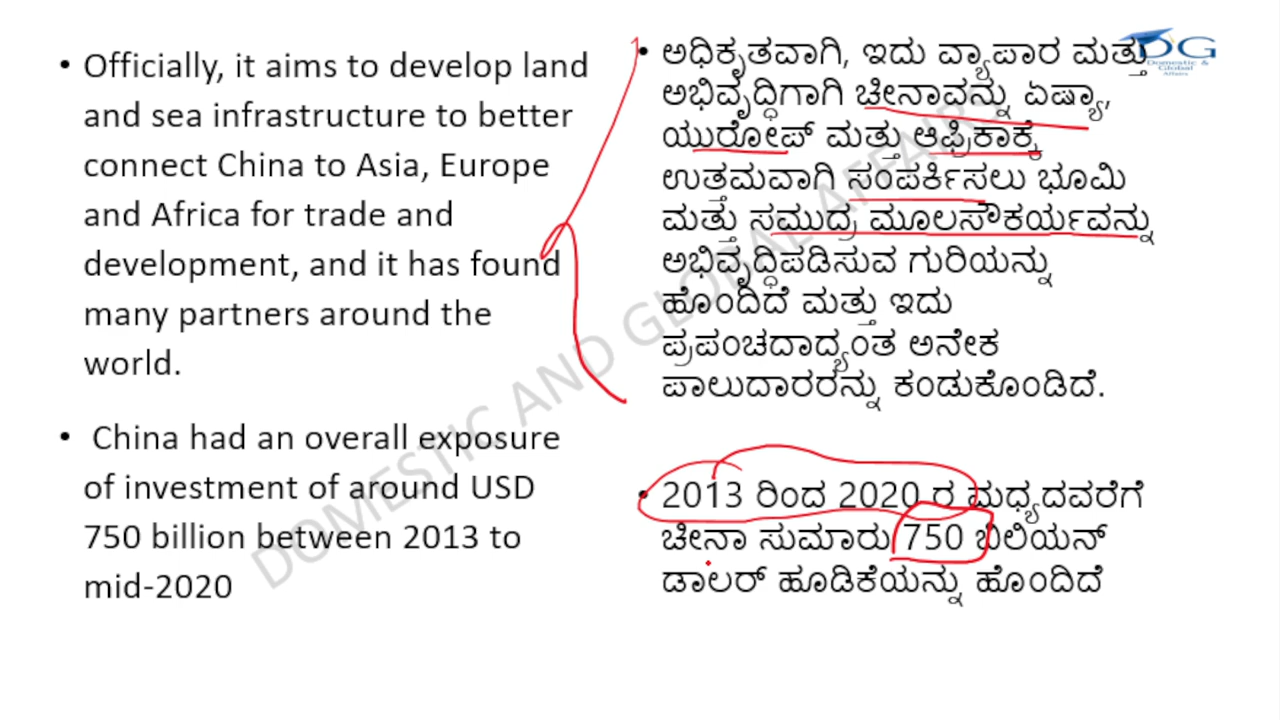 • Officially, it aims to develop land
and sea infrastructure to better
connect China to Asia, Europe
and Africa for trade and
development, and it has found
many partners around the
world.
• China had an overall exposure
of investment of around USD
750 billion between 2013 to
mid-2020
• ಅಧಿಕೃತವಾಗಿ, ಇದು ವ್ಯಾಪಾರ ಮತ್ತು
ಅಭಿವೃದ್ಧಿಗಾಗಿ ಚೀನಾವನ್ನು ಏಷ್ಯಾ,
ಯುರೋಪ್ ಮತ್ತು ಆಫ್ರಿಕಾಕ್ಕೆ
ಉತ್ತಮವಾಗಿ ಸಂಪರ್ಕಿಸಲು ಭೂಮಿ
ಮತ್ತು ಸಮುದ್ರ ಮೂಲಸೌಕರ್ಯವನ್ನು
ಅಭಿವೃದ್ಧಿಪಡಿಸುವ ಗುರಿಯನ್ನು
ಹೊಂದಿದೆ ಮತ್ತು ಇದು
ಪ್ರಪಂಚದಾದ್ಯಂತ ಅನೇಕ
ಪಾಲುದಾರರನ್ನು ಕಂಡುಕೊಂಡಿದೆ.
• 2013 ರಿಂದ 2020 ರ ಮಧ್ಯದವರೆಗೆ
ಚೀನಾ ಸುಮಾರು 750 ಬಿಲಿಯನ್
ಡಾಲರ್ ಹೂಡಿಕೆಯನ್ನು ಹೊಂದಿದೆ
DG
Domestic &
Global
Affairs
DOMESTIC AND GLOBAL AFFAIRS